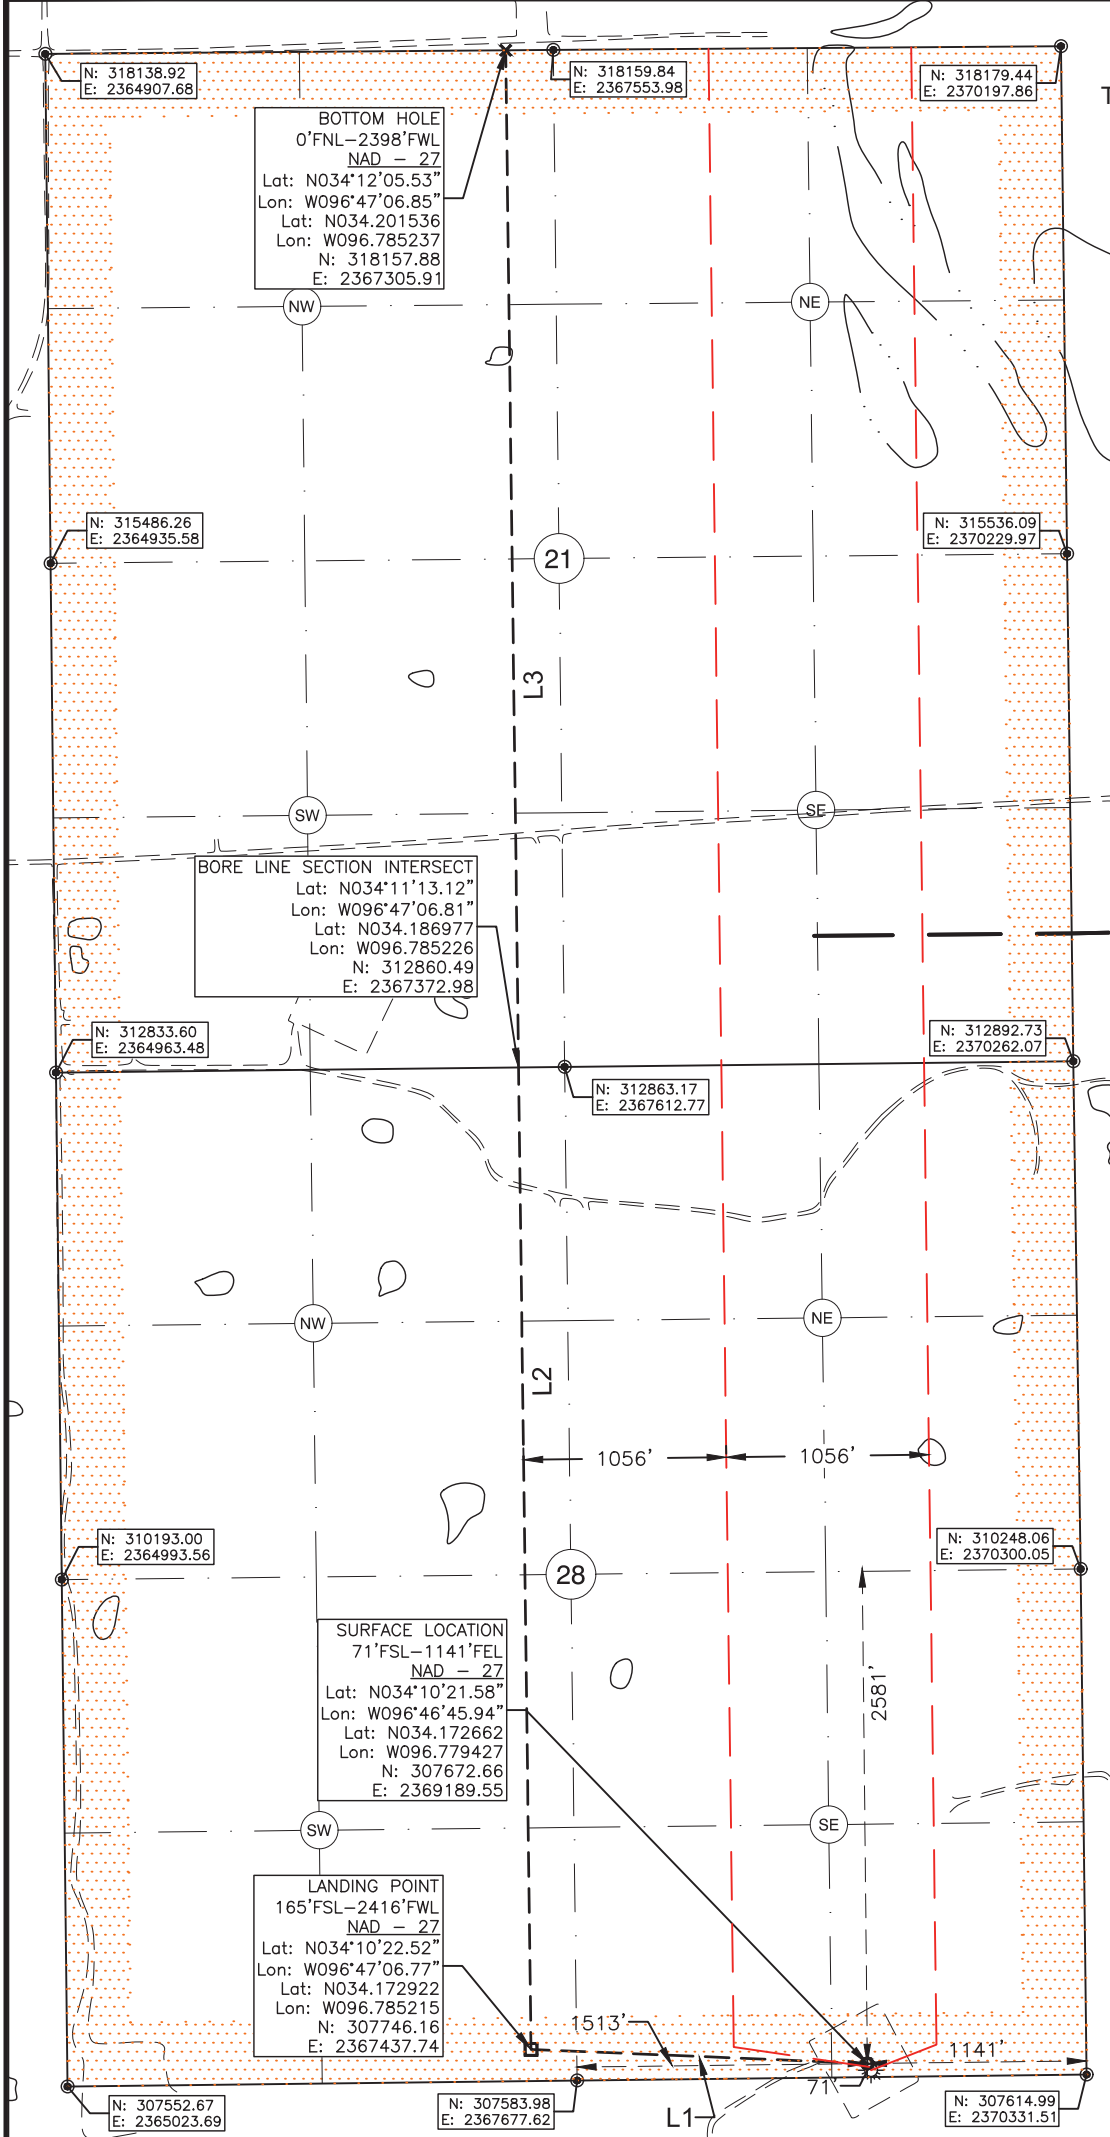 N: 318138.92
E: 2364907.68
N: 318159.84
E: 2367553.98
N: 318179.44
E: 2370197.86
T
BOTTOM HOLE
0'FNL-2398'FWL
NAD - 27
Lat: N034°12'05.53"
Lon: W096°47'06.85"
Lat: N034.201536
Lon: W096.785237
N: 318157.88
E: 2367305.91
NW
NE
N: 315486.26
E: 2364935.58
N: 315536.09
E: 2370229.97
21
L3
SW
SE
BORE LINE SECTION INTERSECT
Lat: N034°11'13.12"
Lon: W096°47'06.81"
Lat: N034.186977
Lon: W096.785226
N: 312860.49
E: 2367372.98
N: 312833.60
E: 2364963.48
N: 312892.73
E: 2370262.07
N: 312863.17
E: 2367612.77
NW
NE
L2
1056'
1056'
N: 310193.00
E: 2364993.56
N: 310248.06
E: 2370300.05
28
SURFACE LOCATION
71'FSL-1141'FEL
NAD - 27
Lat: N034°10'21.58"
Lon: W096°46'45.94"
Lat: N034.172662
Lon: W096.779427
N: 307672.66
E: 2369189.55
2581'
SW
SE
LANDING POINT
165'FSL-2416'FWL
NAD - 27
Lat: N034°10'22.52"
Lon: W096°47'06.77"
Lat: N034.172922
Lon: W096.785215
N: 307746.16
E: 2367437.74
1513'
1141'
71'
L1
N: 307552.67
E: 2365023.69
N: 307583.98
E: 2367677.62
N: 307614.99
E: 2370331.51